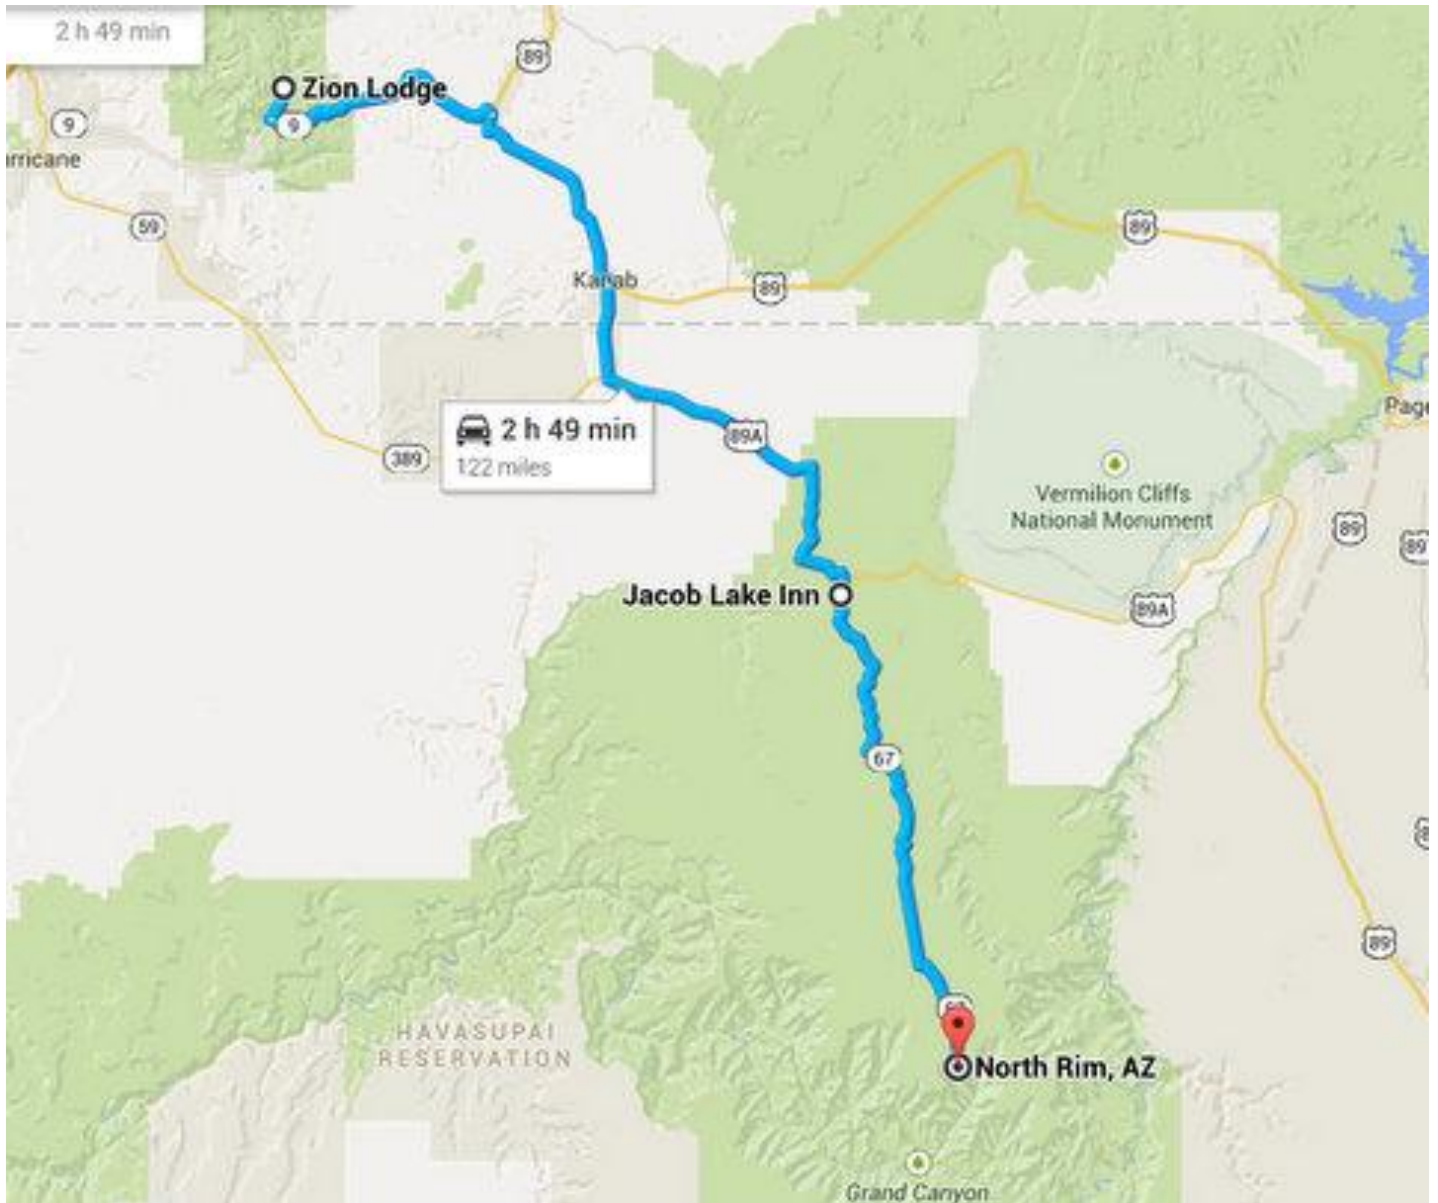 2 h 49 min
89
Zion Lodge
9
9
rricane
59
89
Kanab
89
2 h 49 min
122 miles
89A
389
Page
Vermilion Cliffs
National Monument
89
89
Jacob Lake Inn
89A
67
89
HAVASUPAI
RESERVATION
North Rim, AZ
Grand Canyon